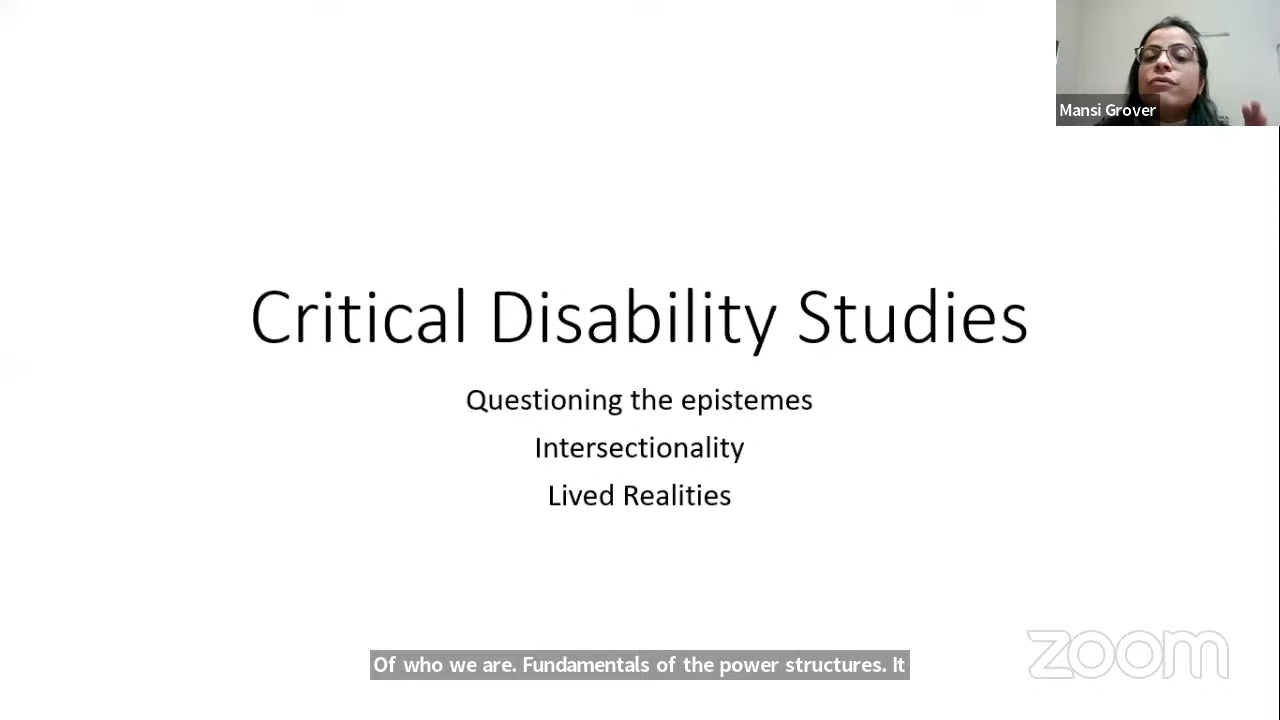 Mansi Grover
Critical Disability Studies
Questioning the epistemes
Intersectionality
Lived Realities
Of who we are. Fundamentals of the power structures. It
zoom